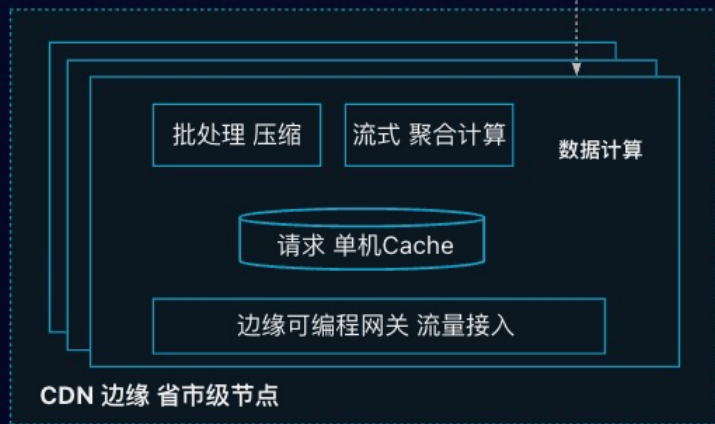 批处理 压缩
流式 聚合计算
数据计算
请求 单机Cache
边缘可编程网关 流量接入
CDN 边缘 省市级节点